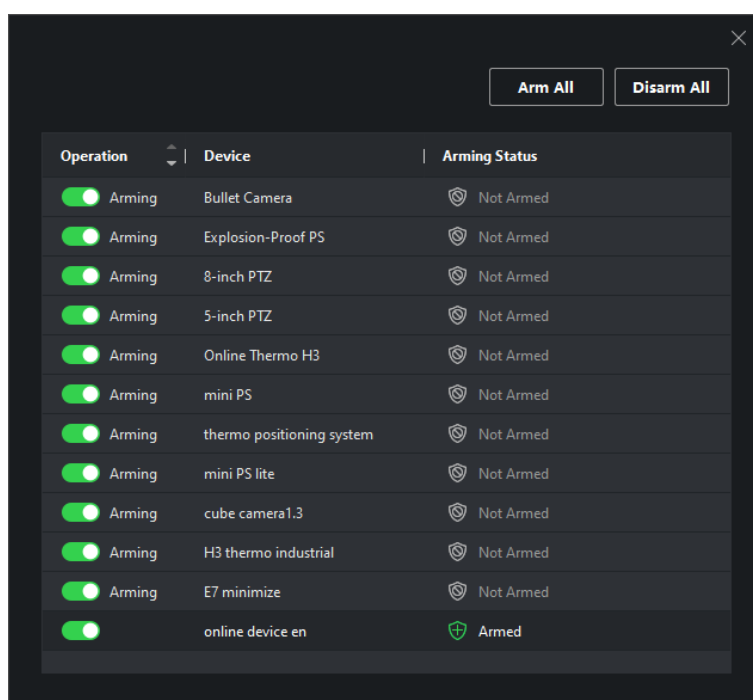 Arm All Disarm All
Operation Device Arming Status
Arming Bullet Camera Not Armed
Arming Explosion-Proof PS Not Armed
Arming 8-inch PTZ Not Armed
Arming 5-inch PTZ Not Armed
Arming Online Thermo H3 Not Armed
Arming mini PS Not Armed
Arming thermo positioning system Not Armed
Arming mini PS lite Not Armed
Arming cube camera1.3 Not Armed
Arming H3 thermo industrial Not Armed
Arming E7 minimize Not Armed
online device en Armed